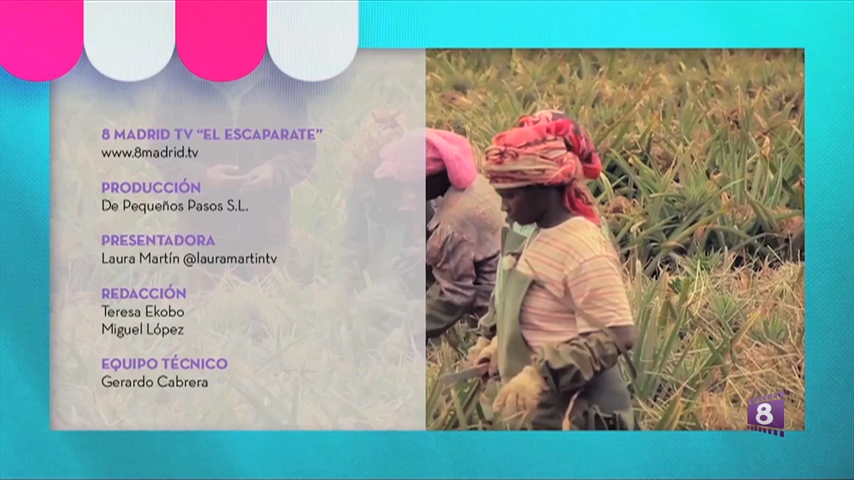 8 MADRID TV “EL ESCAPARATE”
www.8madrid.tv
PRODUCCIÓN
De Pequeños Pasos S.L.
PRESENTADORA
Laura Martín @lauramartintv
REDACCIÓN
Teresa Ekobo
Miguel López
EQUIPO TÉCNICO
Gerardo Cabrera
8